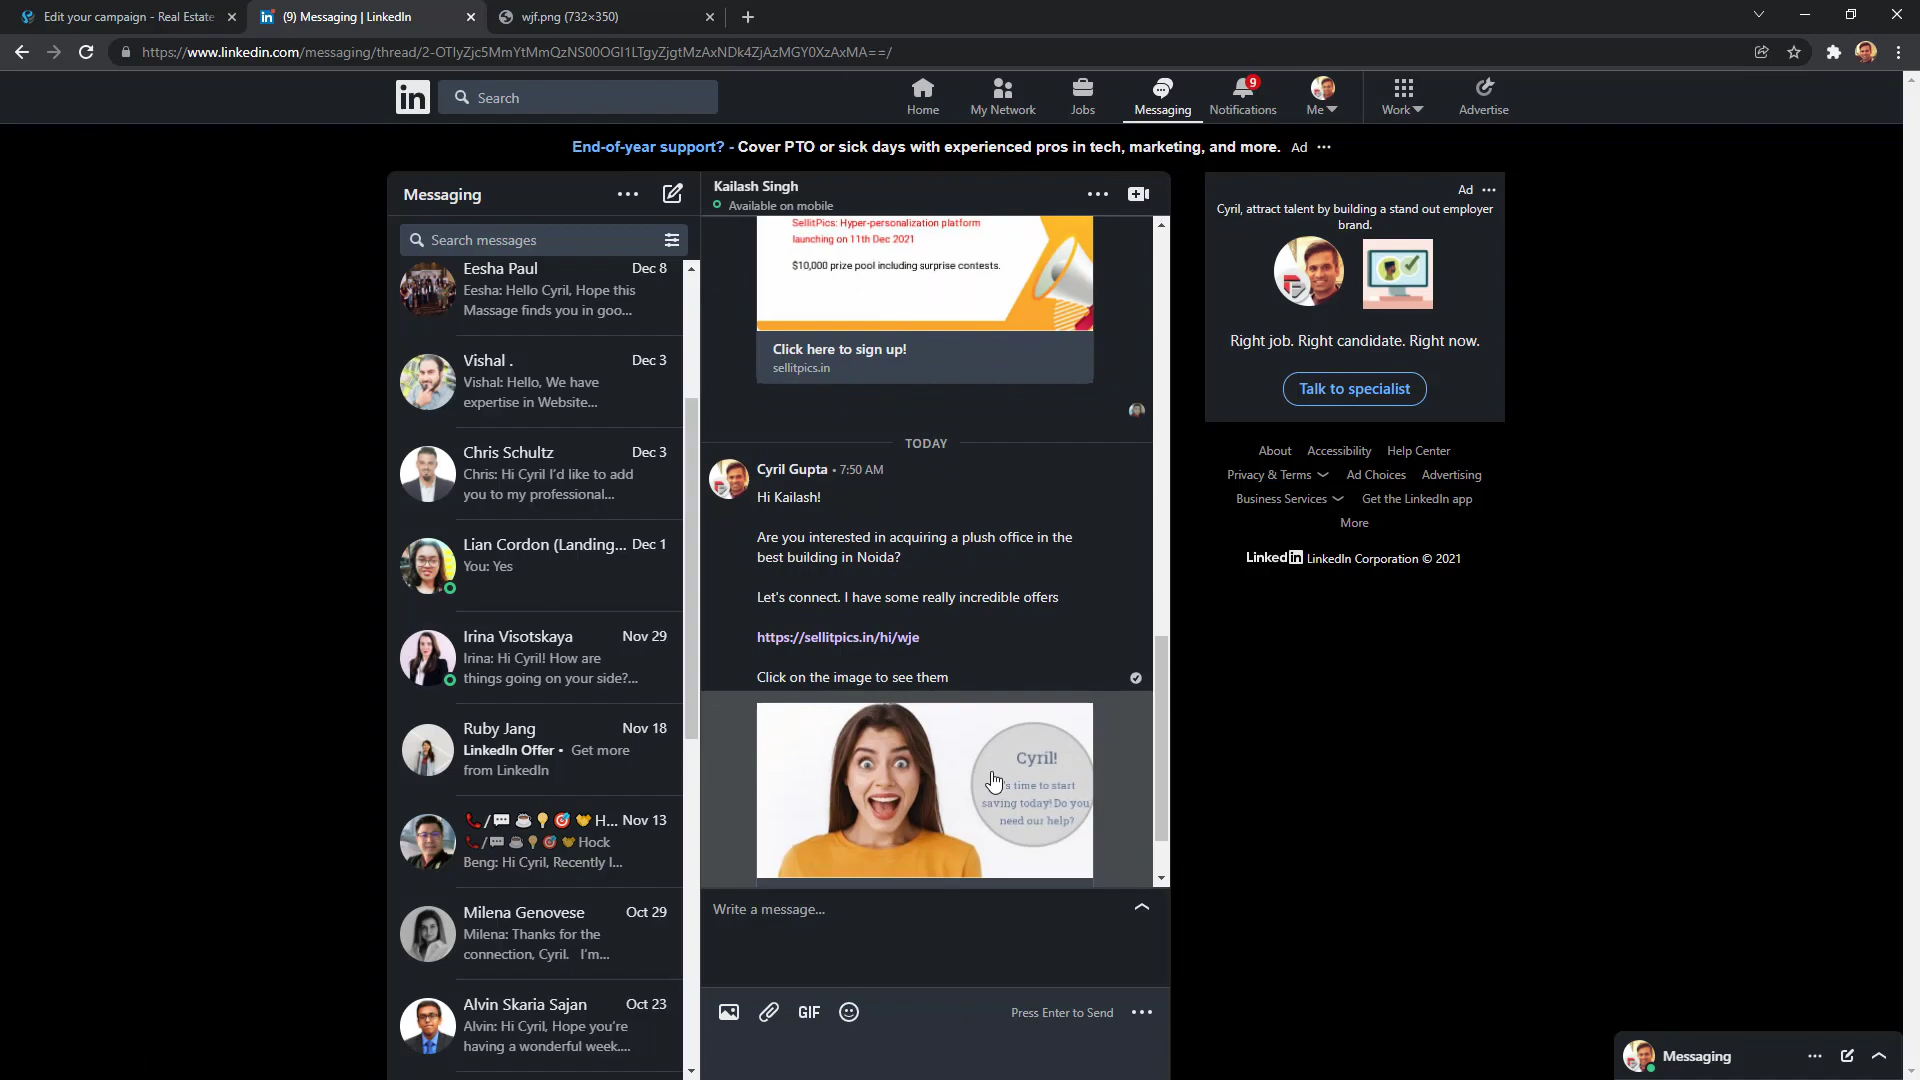 Edit your campaign - Real Estate
(9) Messaging | LinkedIn
wjf.png (732×350)
https://www.linkedin.com/messaging/thread/2-OTIyZjc5MmYtMmQzNS00OGI1LTgyZjgtMzAxNDk4ZjAzMGY0XzAxMA==/
in
Search
Home
My Network
Jobs
Messaging
9
Notifications
Me
Work
Advertise
End-of-year support? - Cover PTO or sick days with experienced pros in tech, marketing, and more. Ad
Messaging
Search messages
Eesha Paul Dec 8
Eesha: Hello Cyril, Hope this
Massage finds you in goo...
Vishal . Dec 3
Vishal: Hello, We have
expertise in Website...
Chris Schultz Dec 3
Chris: Hi Cyril I'd like to add
you to my professional...
Lian Cordon (Landing... Dec 1
You: Yes
Irina Visotskaya Nov 29
Irina: Hi Cyril! How are
things going on your side?...
Ruby Jang Nov 18
LinkedIn Offer • Get more
from LinkedIn
H... Nov 13
Hock
Beng: Hi Cyril, Recently I...
Milena Genovese Oct 29
Milena: Thanks for the
connection, Cyril. I'm...
Alvin Skaria Sajan Oct 23
Alvin: Hi Cyril, Hope you're
having a wonderful week....
Kailash Singh
Available on mobile
SellitPics: Hyper-personalization platform
launching on 11th Dec 2021
$10,000 prize pool including surprise contests.
Click here to sign up!
sellitpics.in
TODAY
Cyril Gupta • 7:50 AM
Hi Kailash!
Are you interested in acquiring a plush office in the
best building in Noida?
Let's connect. I have some really incredible offers
https://sellitpics.in/hi/wje
Click on the image to see them
Cyril!
s time to start
saving today! Do you
need our help?
Write a message...
GIF
Press Enter to Send
Ad
Cyril, attract talent by building a stand out employer
brand.
Right job. Right candidate. Right now.
Talk to specialist
About Accessibility Help Center
Privacy & Terms Ad Choices Advertising
Business Services Get the LinkedIn app
More
LinkedIn LinkedIn Corporation © 2021
Messaging